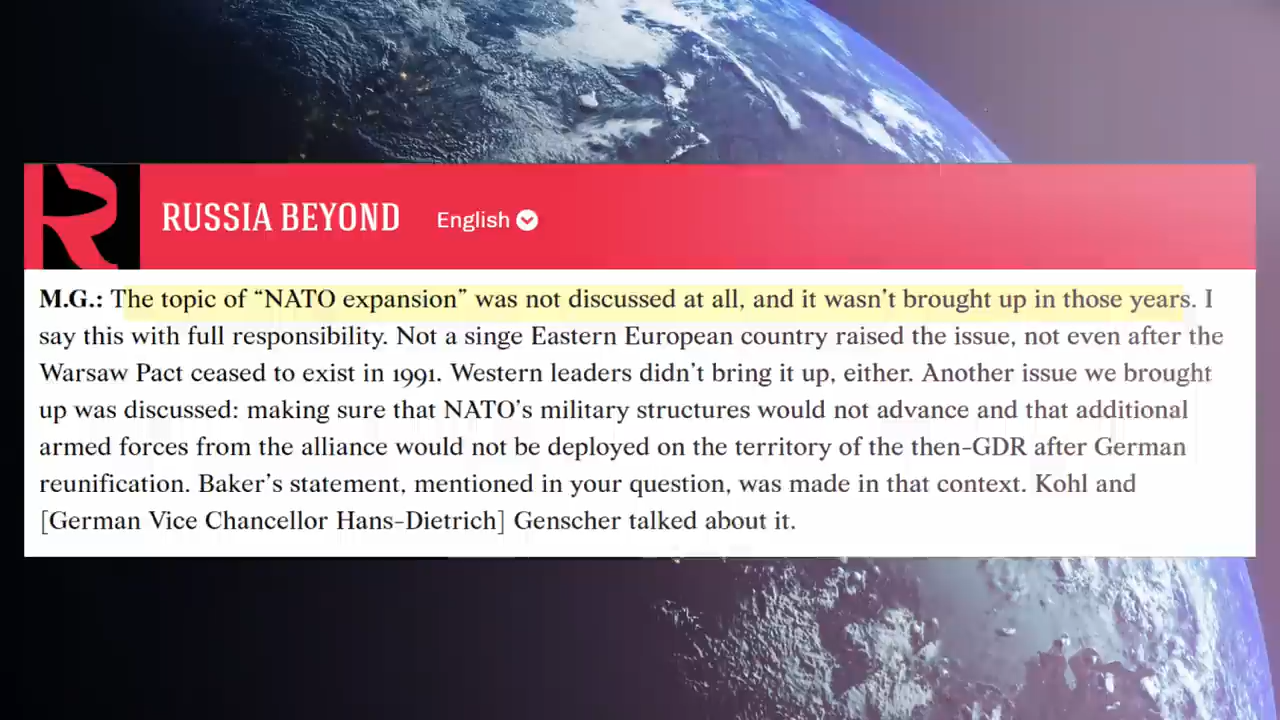 RUSSIA BEYOND English
M.G.: The topic of “NATO expansion” was not discussed at all, and it wasn’t brought up in those years. I
say this with full responsibility. Not a singe Eastern European country raised the issue, not even after the
Warsaw Pact ceased to exist in 1991. Western leaders didn’t bring it up, either. Another issue we brought
up was discussed: making sure that NATO’s military structures would not advance and that additional
armed forces from the alliance would not be deployed on the territory of the then-GDR after German
reunification. Baker’s statement, mentioned in your question, was made in that context. Kohl and
[German Vice Chancellor Hans-Dietrich] Genscher talked about it.